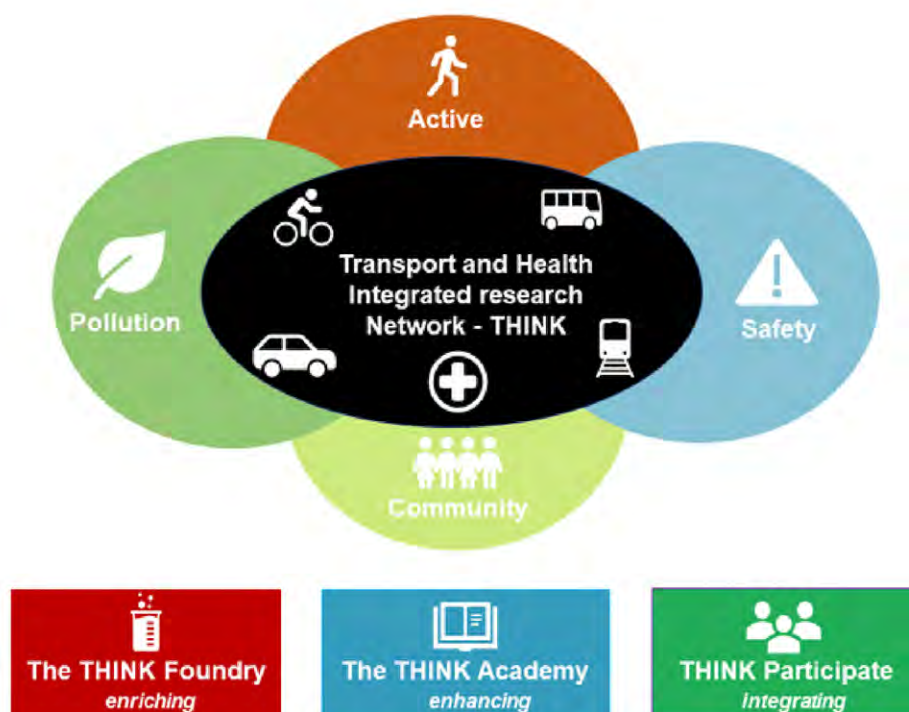 Active
Pollution
Transport and Health
Integrated research
Network - THINK
Safety
Community
The THINK Foundry
enriching
The THINK Academy
enhancing
THINK Participate
integrating